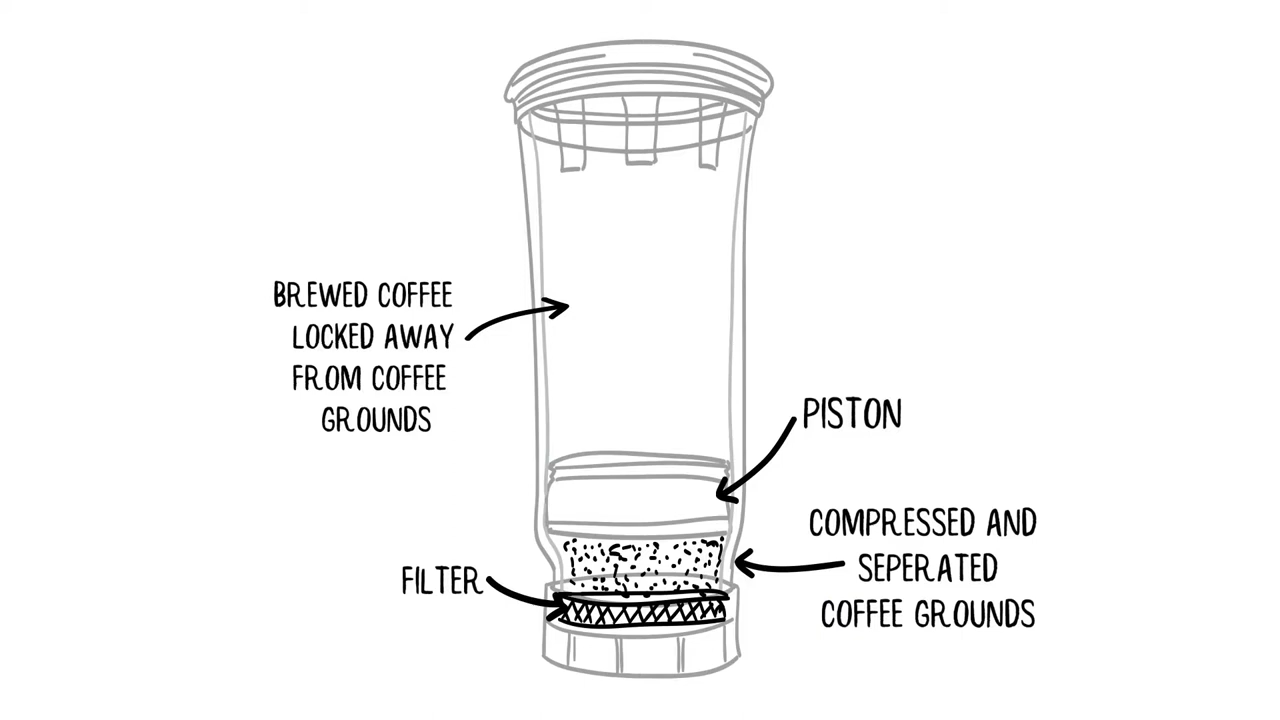 BREWED COFFEE
LOCKED AWAY
FROM COFFEE
GROUNDS
PISTON
COMPRESSED AND
SEPERATED
COFFEE GROUNDS
FILTER